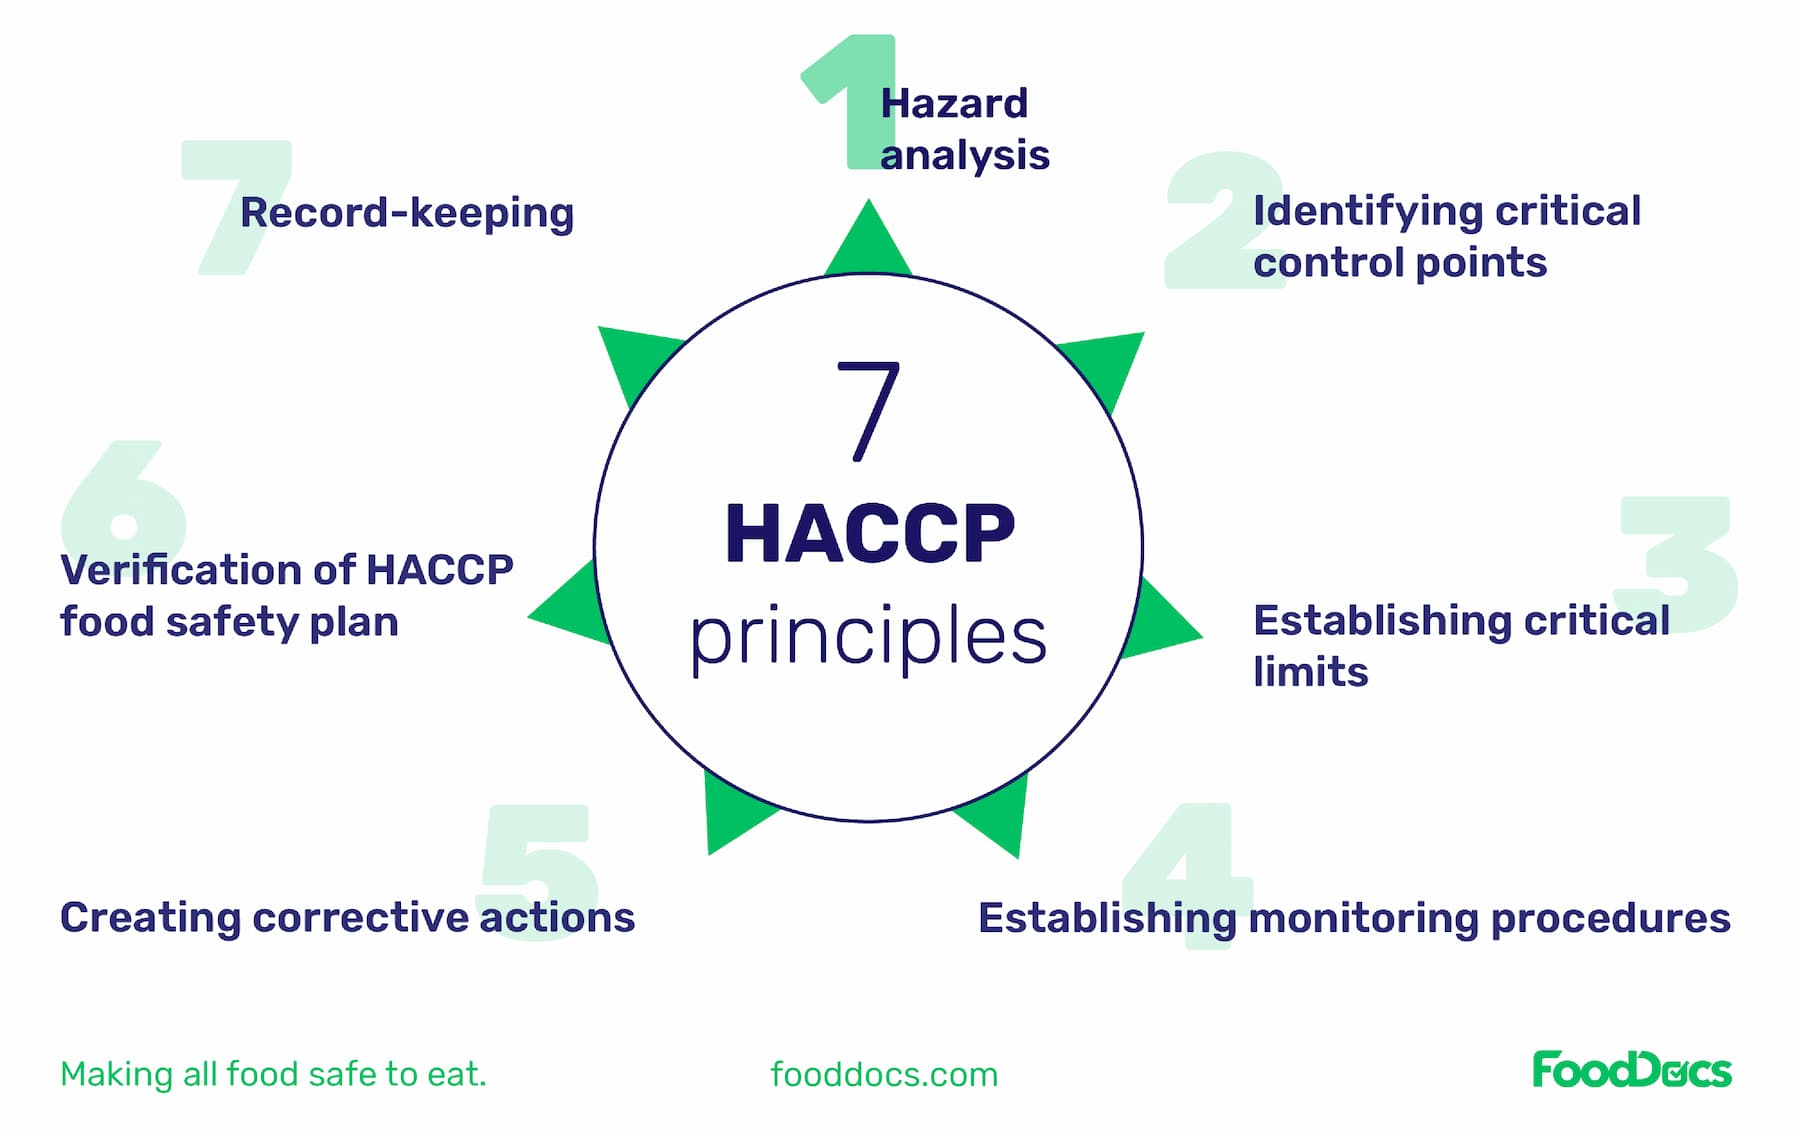 7
HACCP
principles
1
Hazard
analysis
2
Identifying critical
control points
3
Establishing critical
limits
4
Establishing monitoring procedures
5
Creating corrective actions
6
Verification of HACCP
food safety plan
7
Record-keeping
Making all food safe to eat.
fooddocs.com
FoodDocs